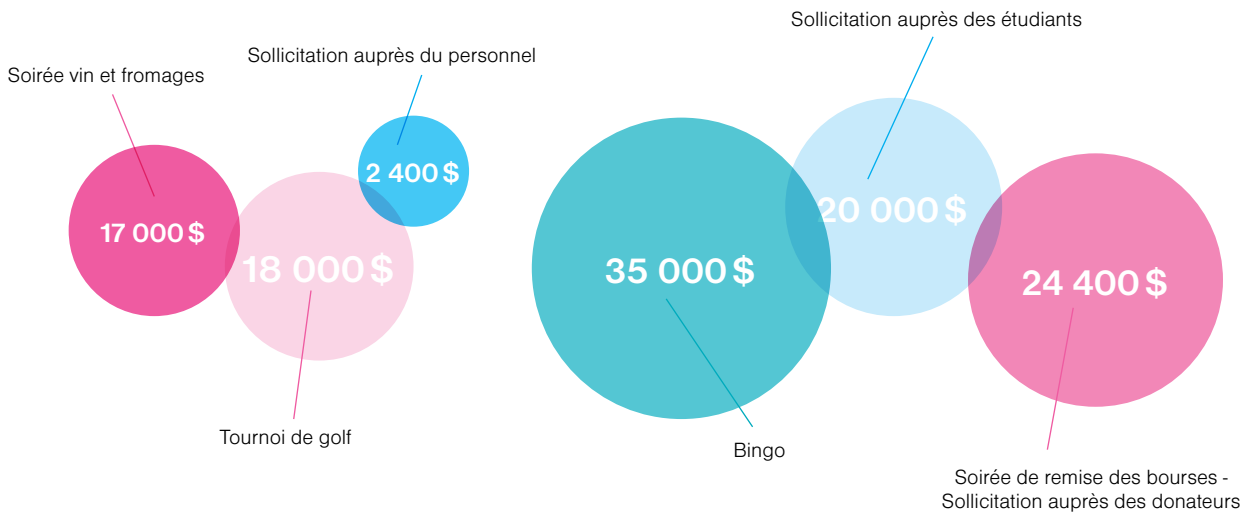 Sollicitation auprès des étudiants
Sollicitation auprès du personnel
Soirée vin et fromages
2 400 $
20 000 $
17 000 $
18 000 $
35 000 $
24 400 $
Tournoi de golf
Bingo
Soirée de remise des bourses -
Sollicitation auprès des donateurs